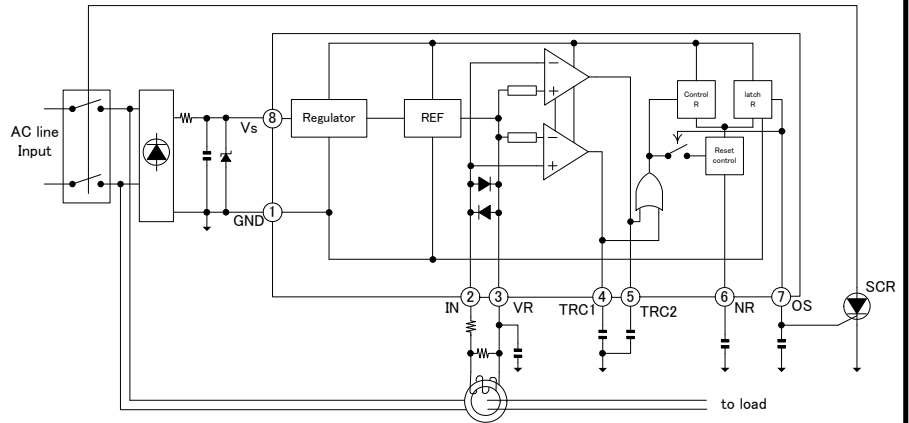 AC line
Input
8
Vs
Regulator
REF
−
+
−
+
Control
R
latch
R
Reset
control
1
GND
2
IN
3
VR
4
TRC1
5
TRC2
6
NR
7
OS
SCR
to load